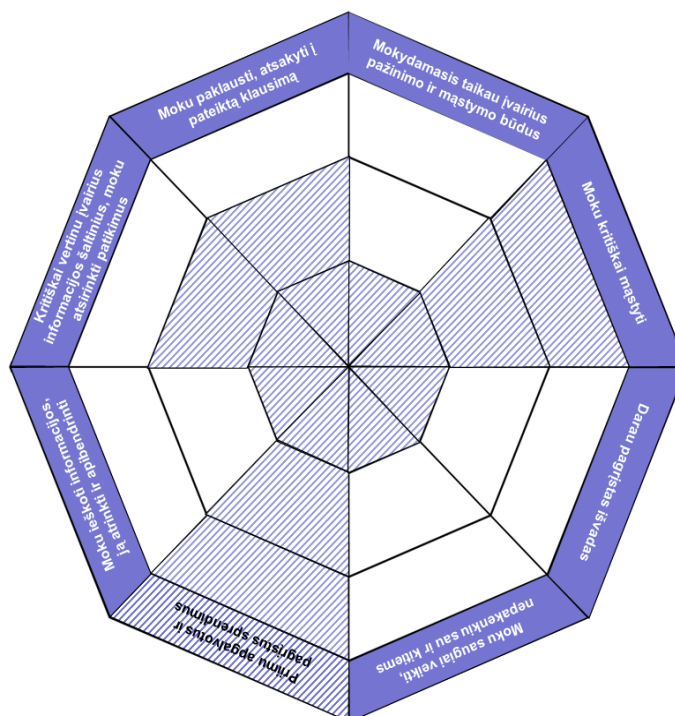 Mokydamasis taikau įvairius
pažinimo ir mąstymo būdus
Moku kritiškai mąstyti
Darau pagrįstas išvadas
Moku saugiai veikti,
nepakenkiu sau ir kitiems
Priimu apgalvotus ir
pagrįstus sprendimus
Moku ieškoti informacijos,
ją atrinkti ir apibendrinti
Kritiškai vertinu įvairius
informacijos šaltinius, moku
atsirinkti patikimus
Moku paklausti, atsakyti į
pateiktą klausimą